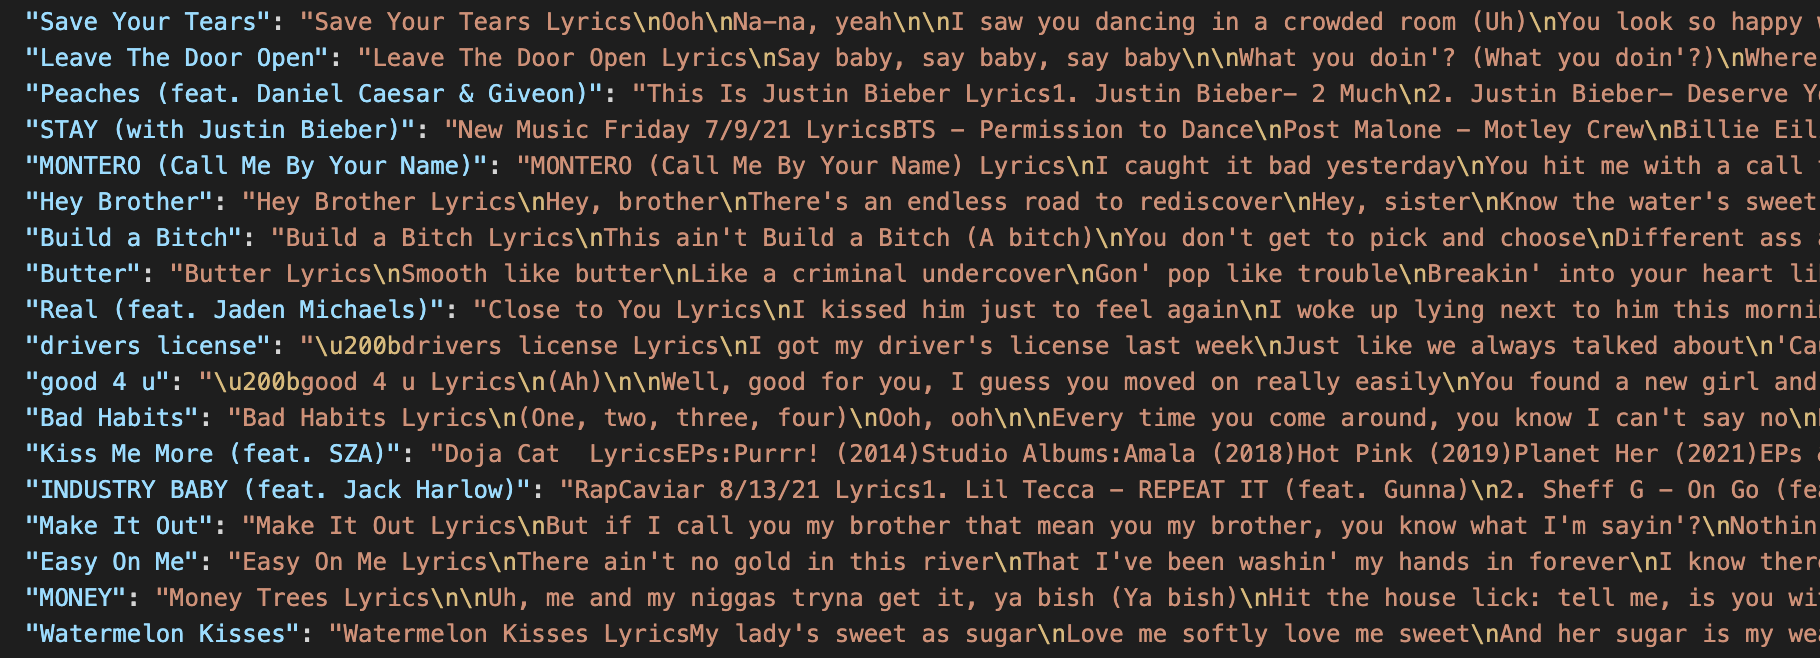 "Save Your Tears": "Save Your Tears Lyrics\nOoh\nNa-na, yeah\n\nI saw you dancing in a crowded room (Uh)\nYou look so happy
"Leave The Door Open": "Leave The Door Open Lyrics\nSay baby, say baby, say baby\n\nWhat you doin'? (What you doin'?)\nWhere
"Peaches (feat. Daniel Caesar & Giveon)": "This Is Justin Bieber Lyrics1. Justin Bieber– 2 Much\n2. Justin Bieber– Deserve Y
"STAY (with Justin Bieber)": "New Music Friday 7/9/21 LyricsBTS – Permission to Dance\nPost Malone – Motley Crew\nBillie Eil
"MONTERO (Call Me By Your Name)": "MONTERO (Call Me By Your Name) Lyrics\nI caught it bad yesterday\nYou hit me with a call
"Hey Brother": "Hey Brother Lyrics\nHey, brother\nThere's an endless road to rediscover\nHey, sister\nKnow the water's sweet
"Build a Bitch": "Build a Bitch Lyrics\nThis ain't Build a Bitch (A bitch)\nYou don't get to pick and choose\nDifferent ass
"Butter": "Butter Lyrics\nSmooth like butter\nLike a criminal undercover\nGon' pop like trouble\nBreakin' into your heart li
"Real (feat. Jaden Michaels)": "Close to You Lyrics\nI kissed him just to feel again\nI woke up lying next to him this mornin
"drivers license": "\u200bdrivers license Lyrics\nI got my driver's license last week\nJust like we always talked about\n'Cau
"good 4 u": "\u200bgood 4 u Lyrics\n(Ah)\n\nWell, good for you, I guess you moved on really easily\nYou found a new girl and
"Bad Habits": "Bad Habits Lyrics\n(One, two, three, four)\nOoh, ooh\n\nEvery time you come around, you know I can't say no\n
"Kiss Me More (feat. SZA)": "Doja Cat  LyricsEPs:Purrr! (2014)Studio Albums:Amala (2018)Hot Pink (2019)Planet Her (2021)EPs
"INDUSTRY BABY (feat. Jack Harlow)": "RapCaviar 8/13/21 Lyrics1. Lil Tecca – REPEAT IT (feat. Gunna)\n2. Sheff G – On Go (fea
"Make It Out": "Make It Out Lyrics\nBut if I call you my brother that mean you my brother, you know what I'm sayin'?\nNothin
"Easy On Me": "Easy On Me Lyrics\nThere ain't no gold in this river\nThat I've been washin' my hands in forever\nI know ther
"MONEY": "Money Trees Lyrics\n\nUh, me and my niggas tryna get it, ya bish (Ya bish)\nHit the house lick: tell me, is you wi
"Watermelon Kisses": "Watermelon Kisses LyricsMy lady's sweet as sugar\nLove me softly love me sweet\nAnd her sugar is my we